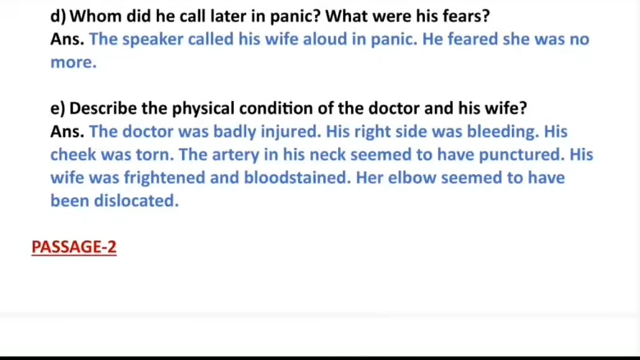 d) Whom did he call later in panic? What were his fears?
Ans. The speaker called his wife aloud in panic. He feared she was no
more.
e) Describe the physical condition of the doctor and his wife?
Ans. The doctor was badly injured. His right side was bleeding. His
cheek was torn. The artery in his neck seemed to have punctured. His
wife was frightened and bloodstained. Her elbow seemed to have
been dislocated.
PASSAGE-2